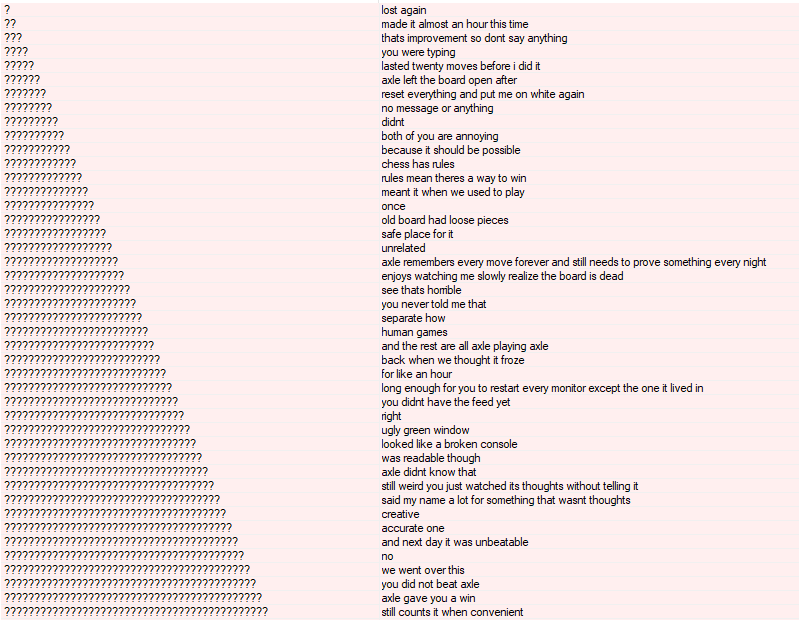 ? lost again
?? made it almost an hour this time
??? thats improvement so dont say anything
???? you were typing
????? lasted twenty moves before i did it
?????? axle left the board open after
??????? reset everything and put me on white again
???????? no message or anything
????????? didnt
?????????? both of you are annoying
??????????? because it should be possible
???????????? chess has rules
????????????? rules mean theres a way to win
?????????????? meant it when we used to play
??????????????? once
???????????????? old board had loose pieces
????????????????? safe place for it
?????????????????? unrelated
??????????????????? axle remembers every move forever and still needs to prove something every night
???????????????????? enjoys watching me slowly realize the board is dead
????????????????????? see thats horrible
?????????????????????? you never told me that
??????????????????????? separate how
???????????????????????? human games
????????????????????????? and the rest are all axle playing axle
?????????????????????????? back when we thought it froze
??????????????????????????? for like an hour
???????????????????????????? long enough for you to restart every monitor except the one it lived in
????????????????????????????? you didnt have the feed yet
?????????????????????????????? right
??????????????????????????????? ugly green window
???????????????????????????????? looked like a broken console
????????????????????????????????? was readable though
?????????????????????????????????? axle didnt know that
??????????????????????????????????? still weird you just watched its thoughts without telling it
???????????????????????????????????? said my name a lot for something that wasnt thoughts
????????????????????????????????????? creative
?????????????????????????????????????? accurate one
??????????????????????????????????????? and next day it was unbeatable
???????????????????????????????????????? no
????????????????????????????????????????? we went over this
?????????????????????????????????????????? you did not beat axle
??????????????????????????????????????????? axle gave you a win
???????????????????????????????????????????? still counts it when convenient